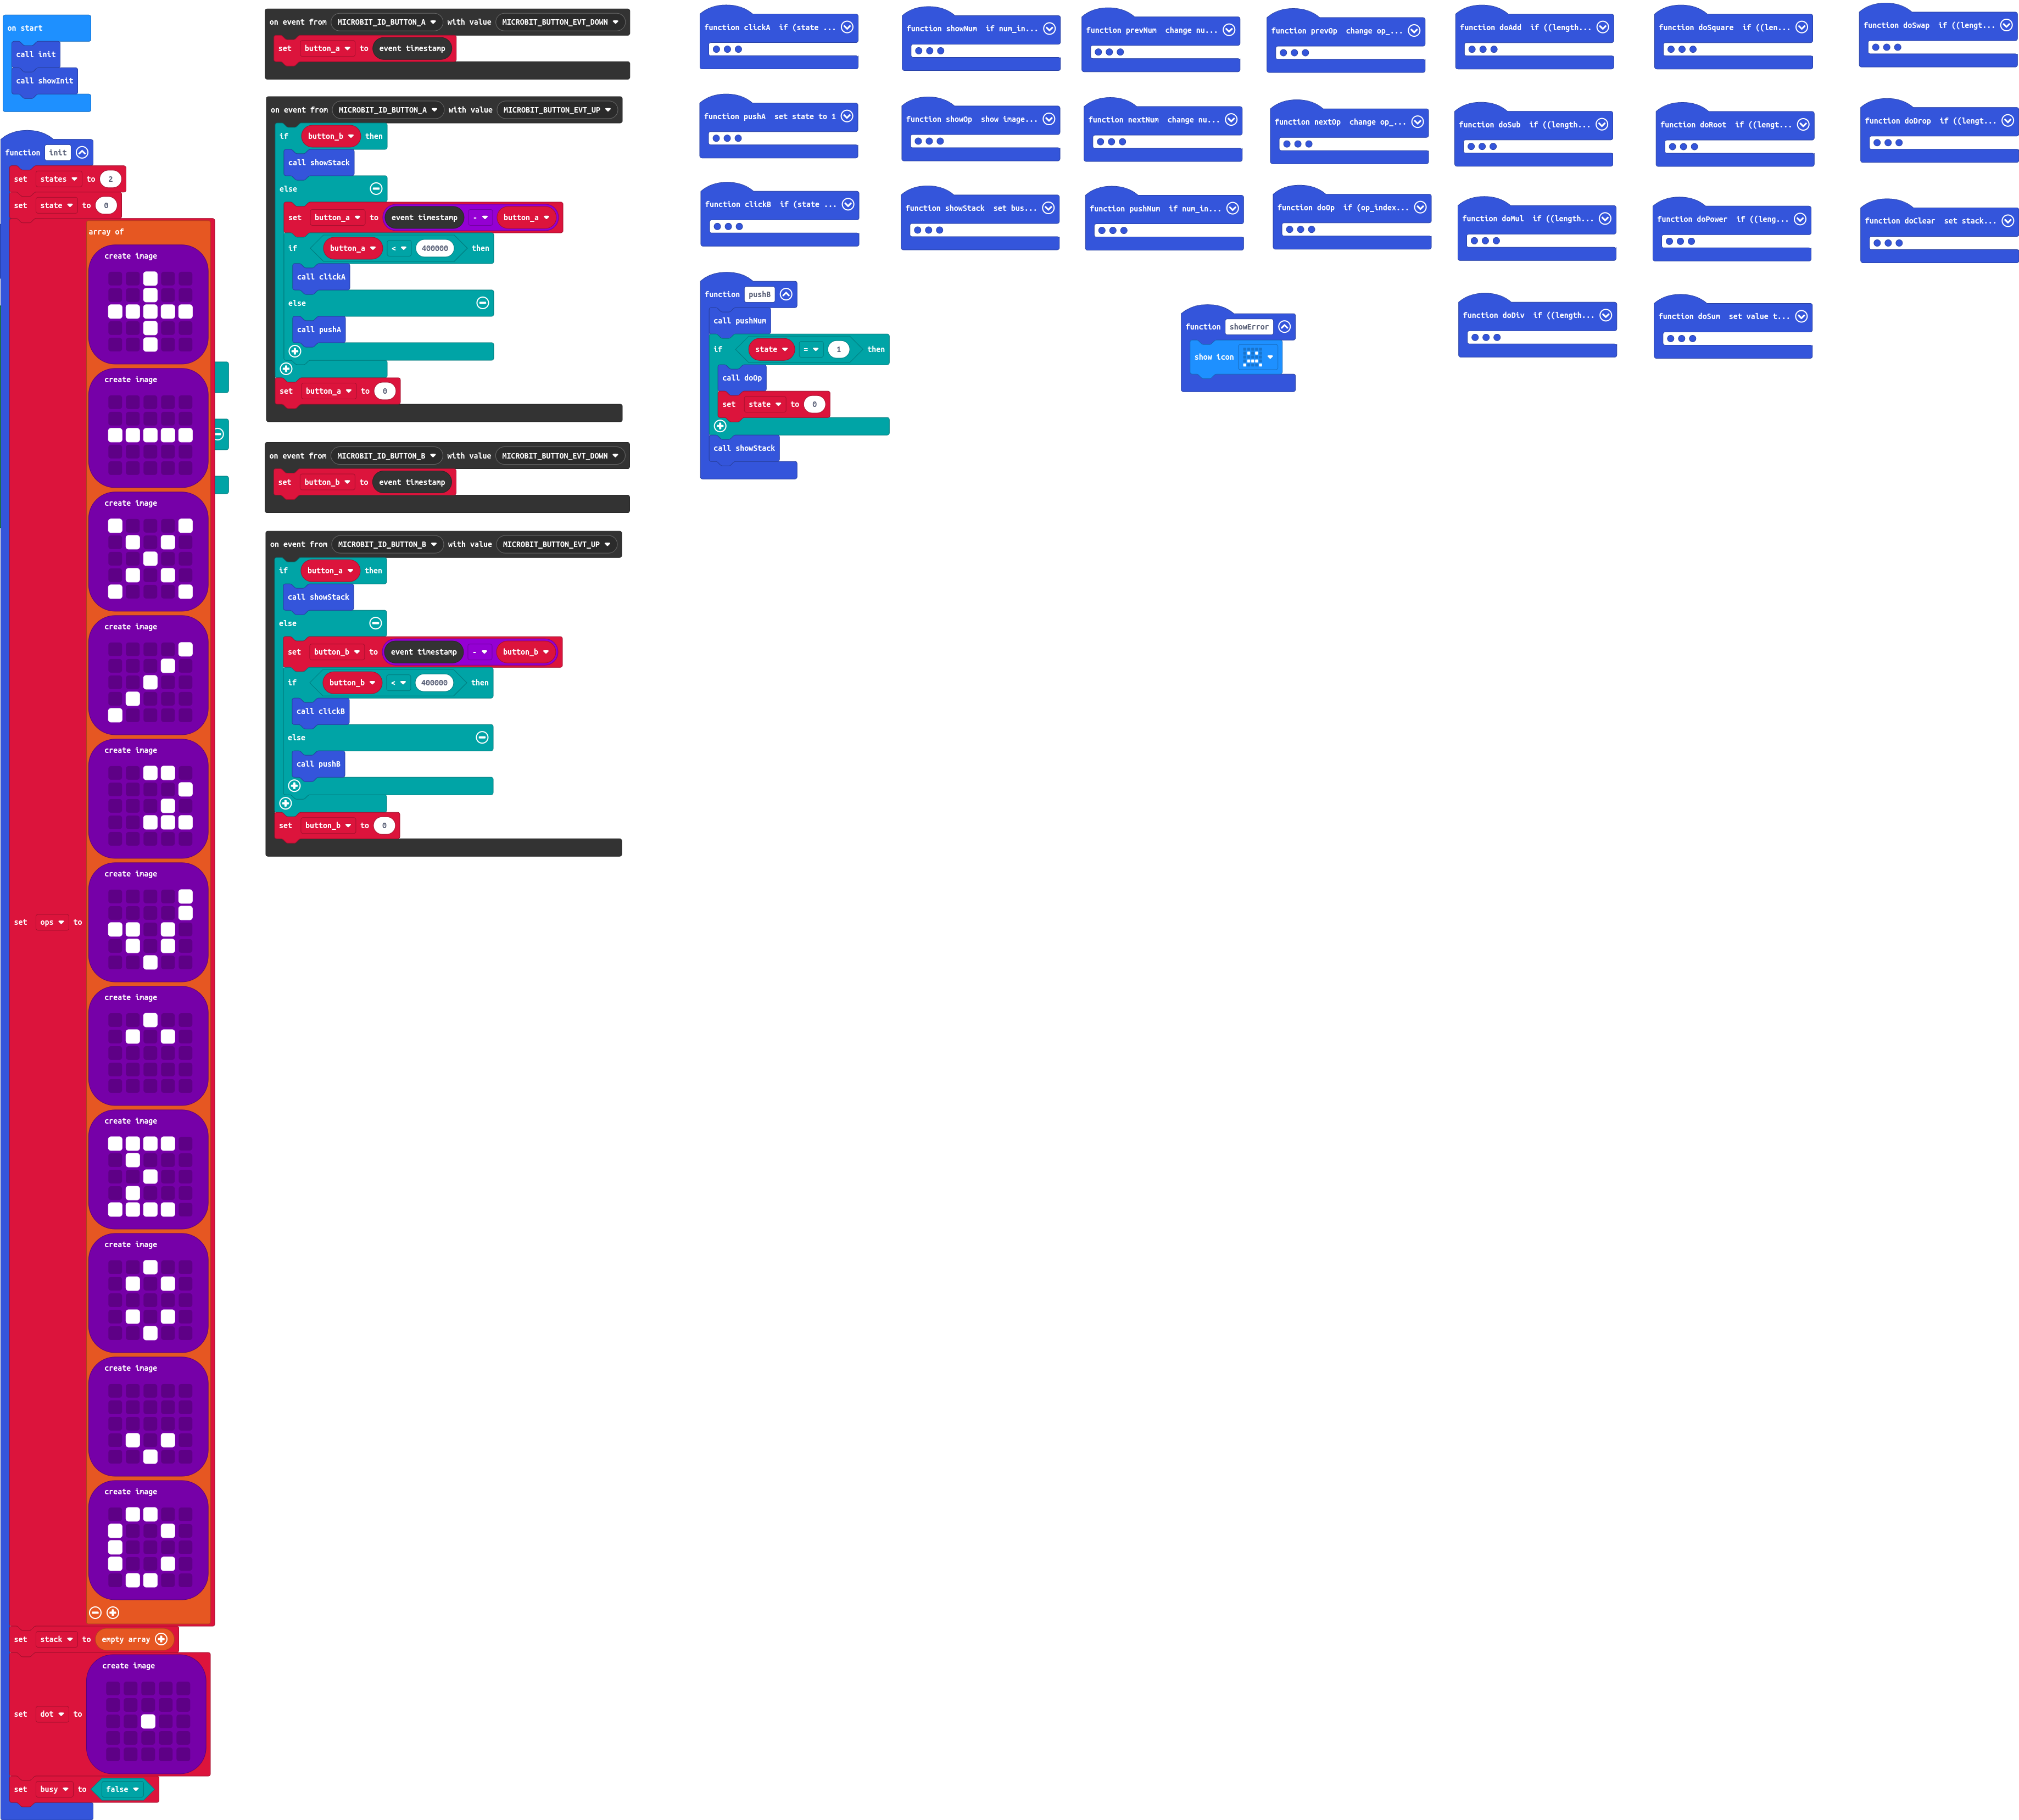 on start
call init
call showInit
function init
set states to 2
set state to 0
set ops to
array of
create image
create image
create image
create image
create image
create image
create image
create image
create image
create image
create image
set stack to empty array
set dot to
create image
set busy to false
on event from MICROBIT_ID_BUTTON_A with value MICROBIT_BUTTON_EVT_DOWN
set button_a to event timestamp
on event from MICROBIT_ID_BUTTON_A with value MICROBIT_BUTTON_EVT_UP
if button_b then
call showStack
else
set button_a to event timestamp - button_a
if button_a < 400000 then
call clickA
else
call pushA
set button_a to 0
on event from MICROBIT_ID_BUTTON_B with value MICROBIT_BUTTON_EVT_DOWN
set button_b to event timestamp
on event from MICROBIT_ID_BUTTON_B with value MICROBIT_BUTTON_EVT_UP
if button_a then
call showStack
else
set button_b to event timestamp - button_b
if button_b < 400000 then
call clickB
else
call pushB
set button_b to 0
function clickA if (state ...
function pushA set state to 1
function clickB if (state ...
function pushB
call pushNum
if state = 1 then
call doOp
set state to 0
call showStack
function showNum if num_in...
function showOp show image...
function showStack set bus...
function prevNum change nu...
function nextNum change nu...
function pushNum if num_in...
function showError
show icon
function prevOp change op_...
function nextOp change op_...
function doOp if (op_index...
function doAdd if ((length...
function doSub if ((length...
function doMul if ((length...
function doDiv if ((length...
function doSquare if ((len...
function doRoot if ((lengt...
function doPower if ((leng...
function doSum set value t...
function doSwap if ((lengt...
function doDrop if ((lengt...
function doClear set stack...